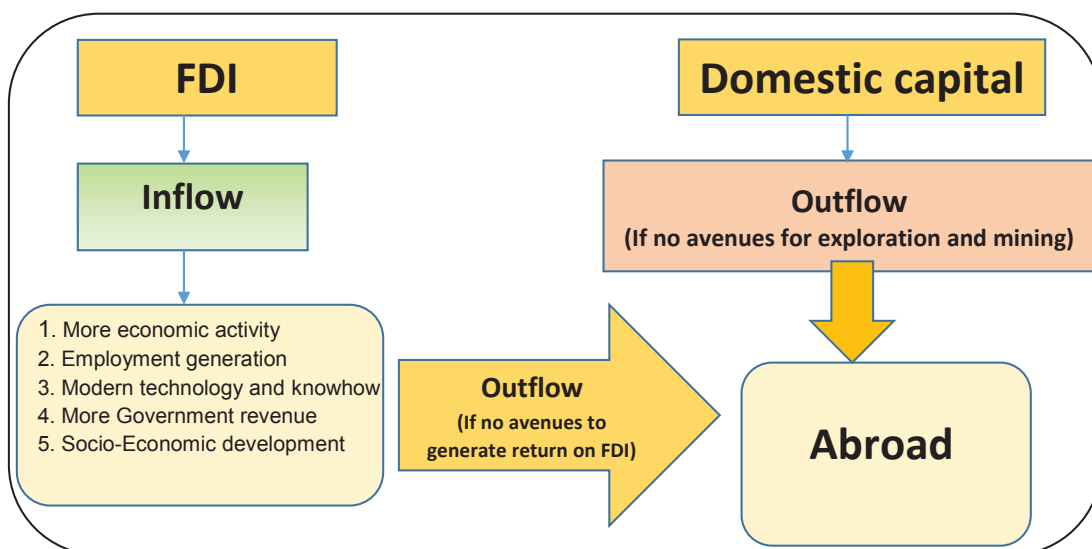 FDI
Domestic capital
Inflow
Outflow
(If no avenues for exploration and mining)
1. More economic activity
2. Employment generation
3. Modern technology and knowhow
4. More Government revenue
5. Socio-Economic development
Outflow
(If no avenues to
generate return on FDI)
Abroad